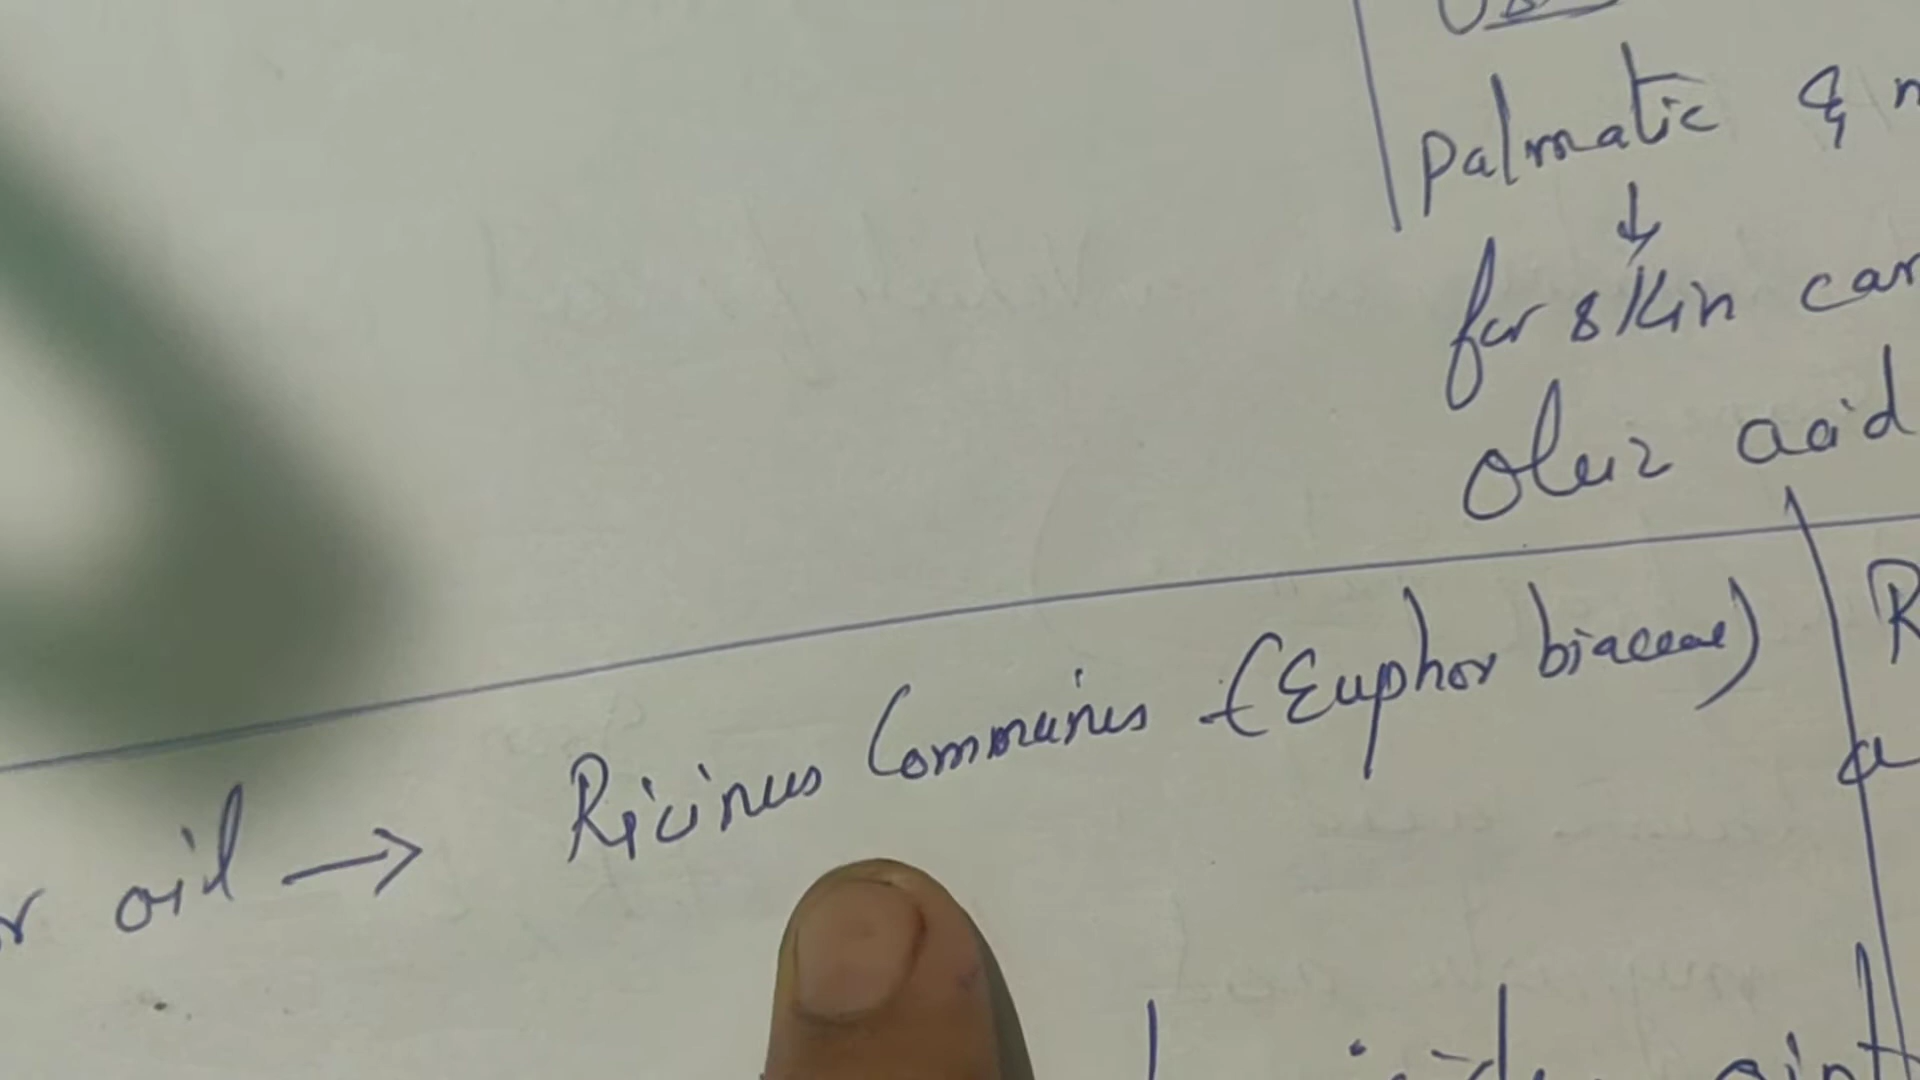 Palmatic &
for skin car
Oleic acid
r oil → Ricinus Communis (Euphorbiaceae)
R
a